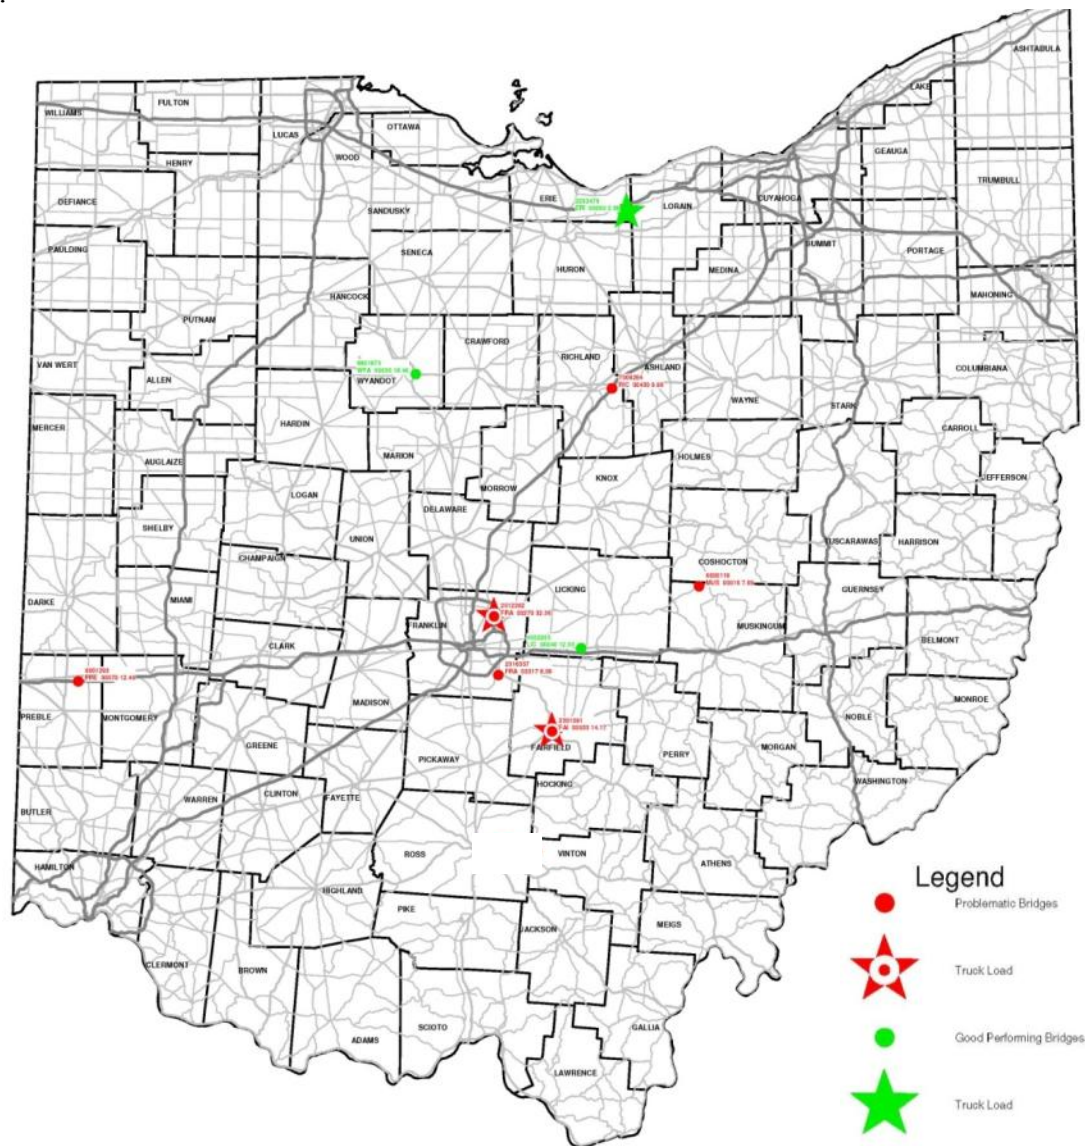 ASHTABULA
LAKE
FULTON
WILLIAMS
OTTAWA
LUCAS
GEAUGA
WOOD
HENRY
TRUMBULL
ERIE
CUYAHOGA
DEFIANCE
LORAIN
SANDUSKY
SUMMIT
PAULDING
SENECA
PORTAGE
HURON
MEDINA
HANCOCK
MAHONING
PUTNAM
CRAWFORD
RICHLAND
VAN WERT
ASHLAND
COLUMBIANA
ALLEN
WYANDOT
WAYNE
STARK
HARDIN
MERCER
CARROLL
MARION
HOLMES
AUGLAIZE
KNOX
JEFFERSON
MORROW
LOGAN
DELAWARE
SHELBY
UNION
TUSCARAWAS
HARRISON
CHAMPAIGN
COSHOCTON
LICKING
GUERNSEY
MIAMI
DARKE
FRANKLIN
MUSKINGUM
BELMONT
CLARK
MADISON
MONROE
PREBLE
MONTGOMERY
NOBLE
GREENE
FAIRFIELD
MORGAN
PERRY
PICKAWAY
WASHINGTON
HOCKING
CLINTON
FAYETTE
WARREN
BUTLER
ROSS
VINTON
HAMILTON
ATHENS
HIGHLAND
PIKE
MEIGS
JACKSON
CLERMONT
BROWN
SCIOTO
GALLIA
ADAMS
LAWRENCE
Legend
Problematic Bridges
Truck Load
Good Performing Bridges
Truck Load